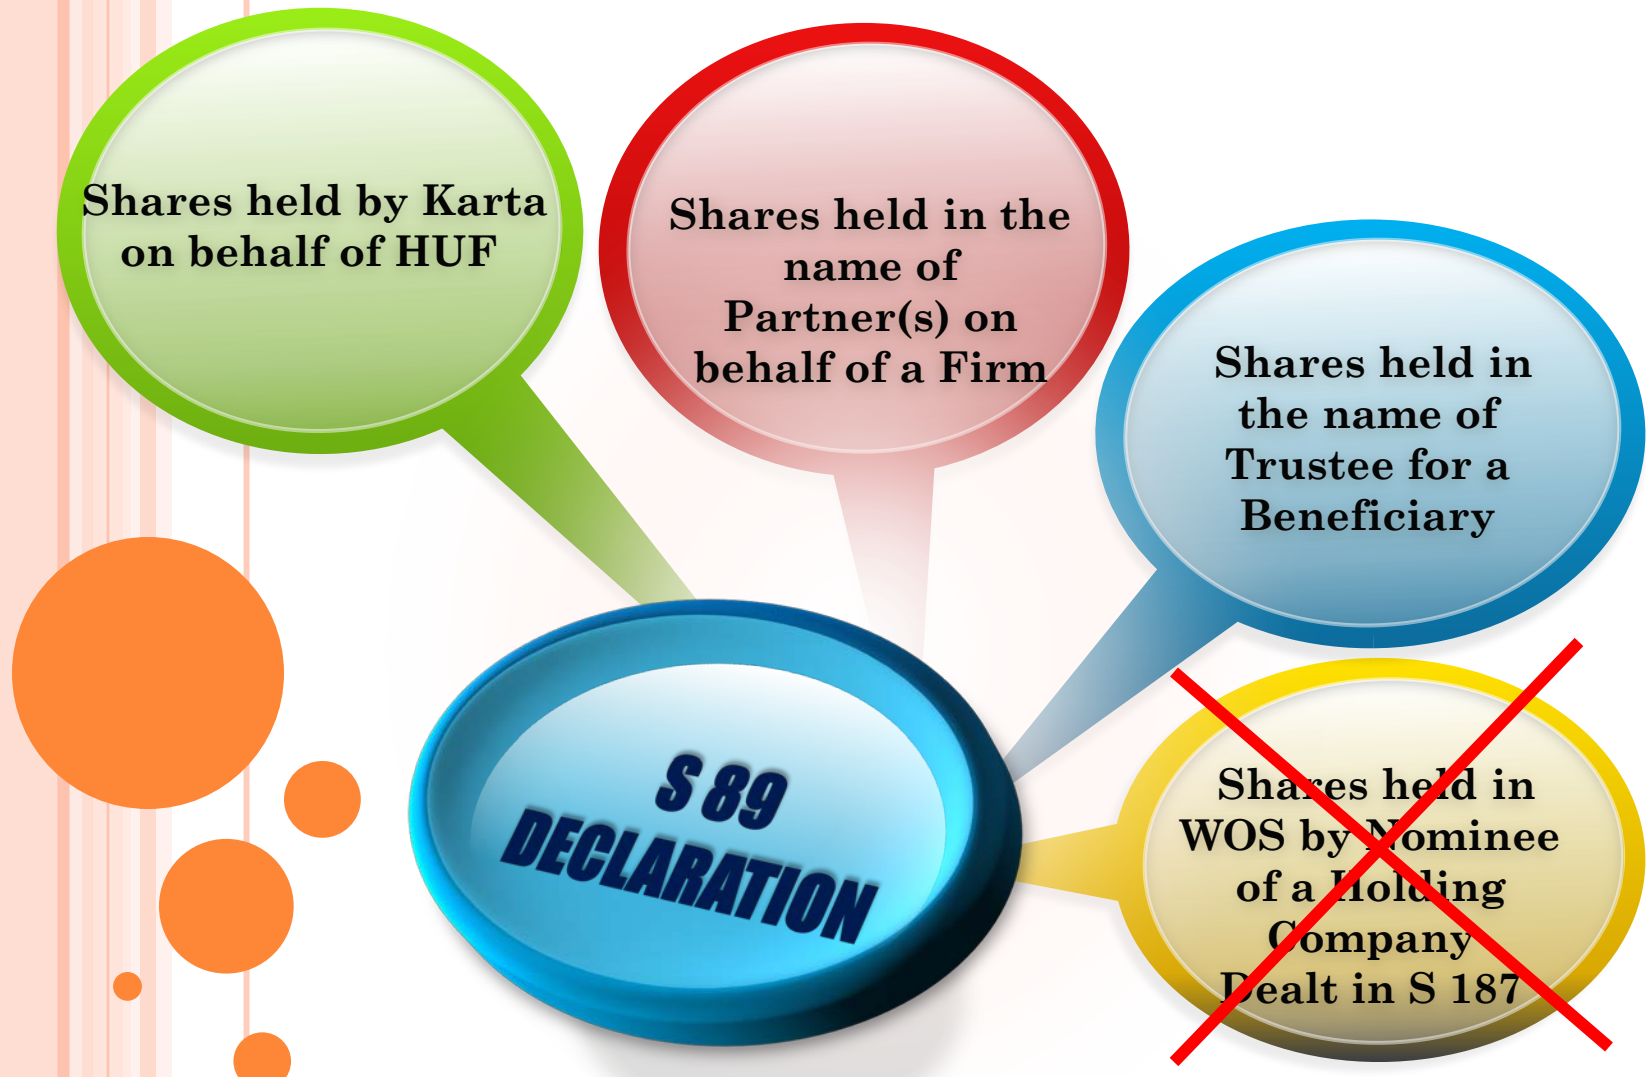 Shares held by Karta
on behalf of HUF
Shares held in the
name of
Partner(s) on
behalf of a Firm
Shares held in
the name of
Trustee for a
Beneficiary
Shares held in
WOS by Nominee
of a Holding
Company
Dealt in S 187
S 89
DECLARATION